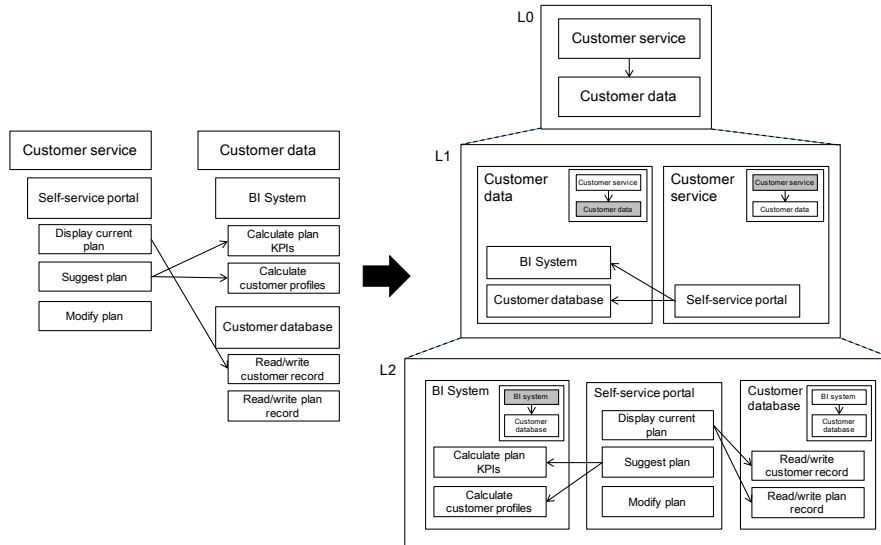 Customer service
Customer data
Self-service portal
BI System
Display current
plan
Calculate plan
KPIs
Suggest plan
Calculate
customer profiles
Modify plan
Customer database
Read/write
customer record
Read/write plan
record
L0
Customer service
Customer data
L1
Customer
data
Customer service
Customer data
Customer
service
Customer service
Customer data
BI System
Customer database
Self-service portal
L2
BI System
BI system
Customer
database
Self-service portal
Display current
plan
Customer
database
BI system
Customer
database
Calculate plan
KPIs
Suggest plan
Read/write
customer record
Calculate
customer profiles
Modify plan
Read/write plan
record